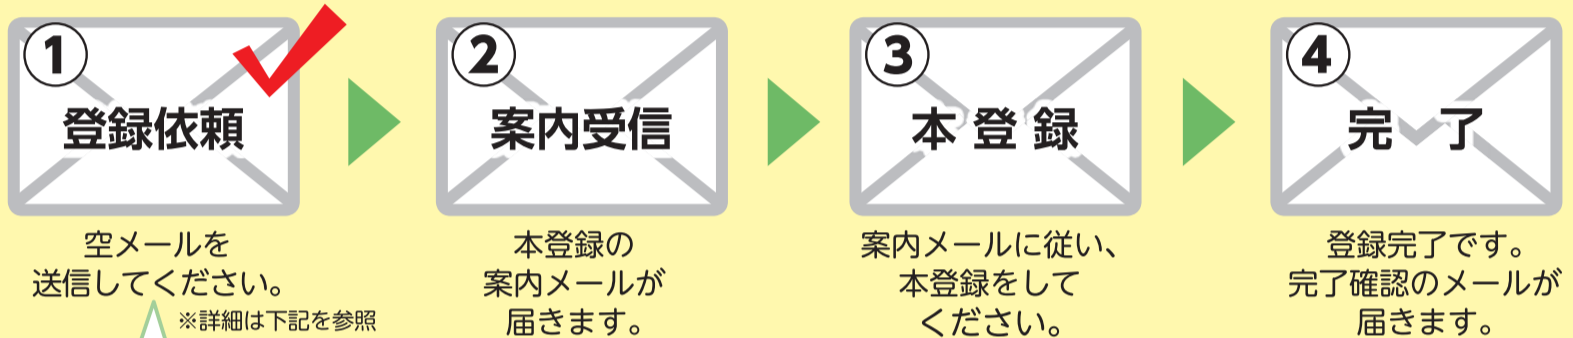 ① 登録依頼
空メールを
送信してください。
※詳細は下記を参照
② 案内受信
本登録の
案内メールが
届きます。
③ 本登録
案内メールに従い、
本登録をして
ください。
④ 完了
登録完了です。
完了確認のメールが
届きます。